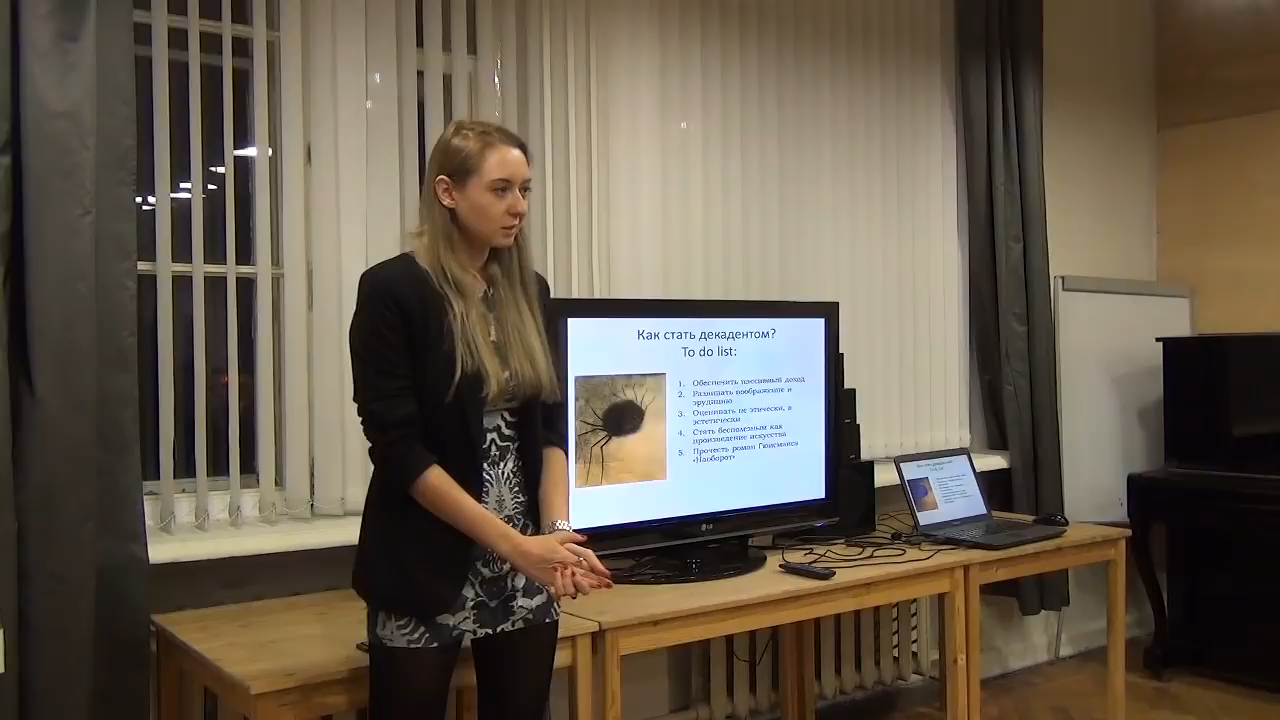 Как стать декадентом?
To do list:
1. Обеспечить пассивный доход
2. Развивать воображение и
эрудицию
3. Оценивать не этически, а
эстетически
4. Стать бесполезным как
произведение искусства
5. Прочесть роман Гюисманса
«Наоборот»
LG